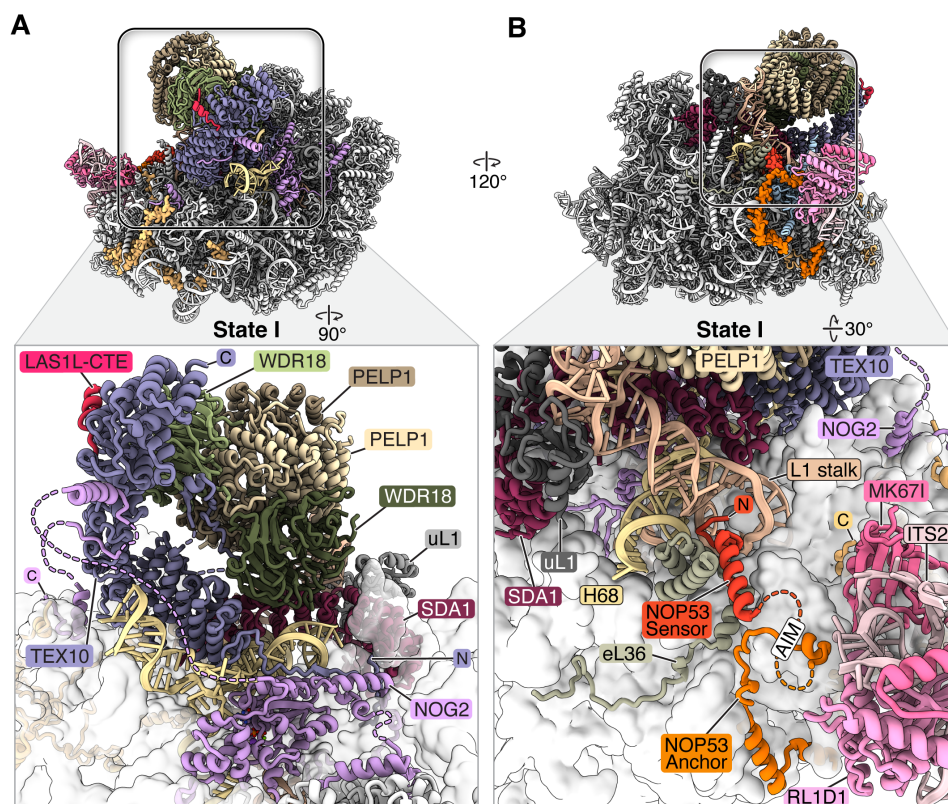 A
B
120°
State I
90°
State I
30°
LAS1L-CTE
C
WDR18
PELP1
PELP1
WDR18
uL1
SDA1
N
TEX10
C
NOG2
PELP1
TEX10
NOG2
L1 stalk
MK67I
N
C
ITS2
uL1
SDA1
H68
NOP53
Sensor
AIM
eL36
NOP53
Anchor
RL1D1